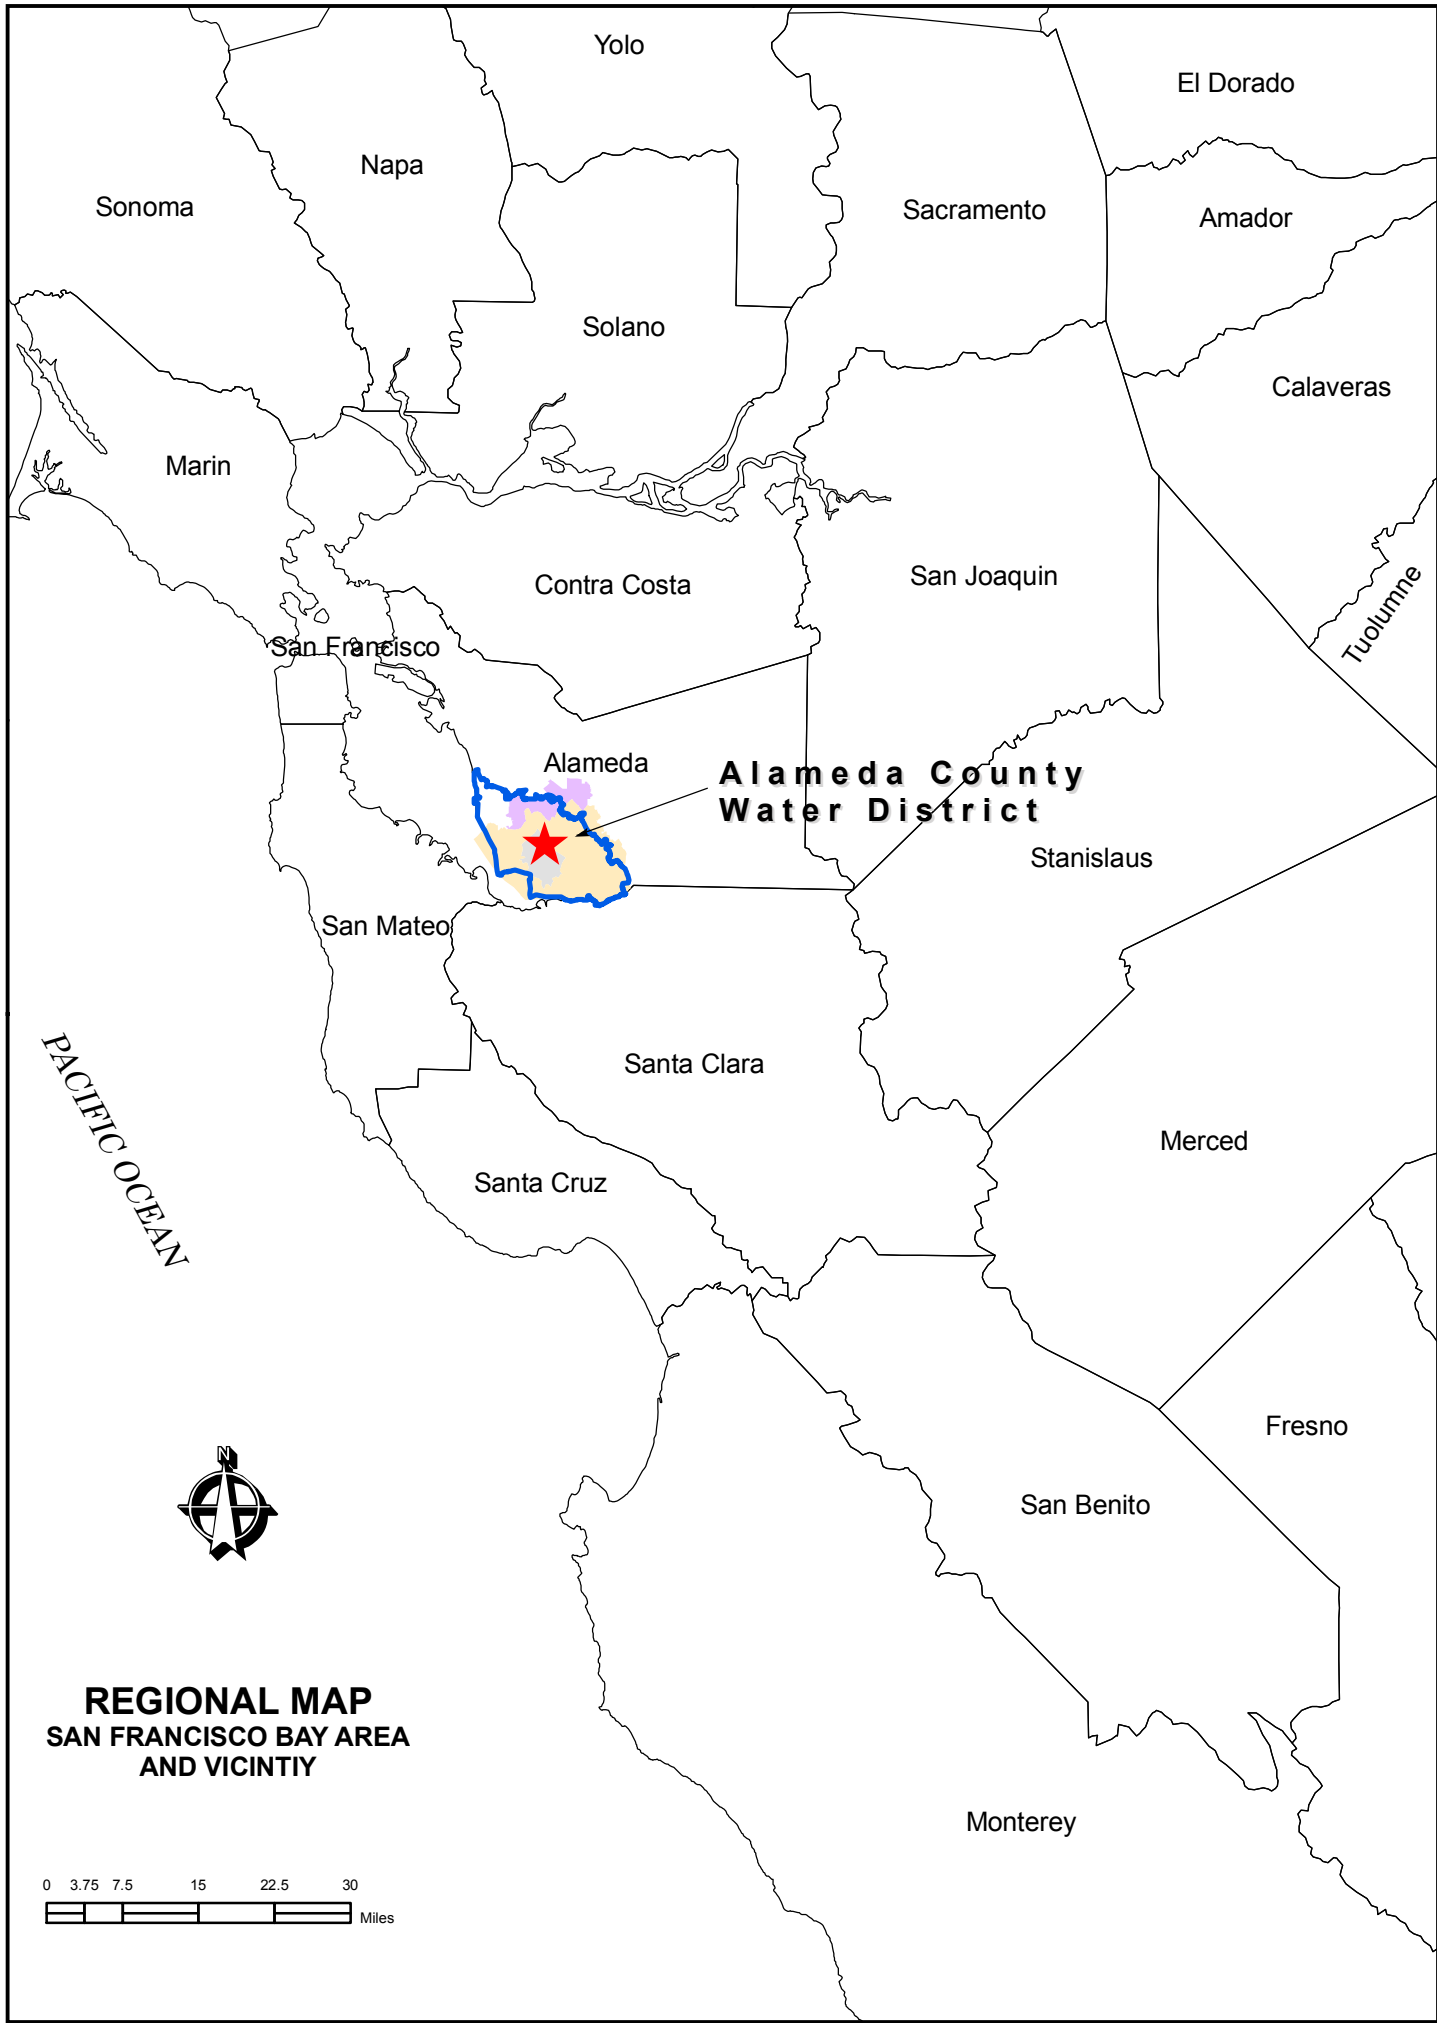 Yolo
El Dorado
Napa
Sonoma
Sacramento
Amador
Solano
Calaveras
Marin
Contra Costa
San Joaquin
Tuolumne
San Francisco
Alameda
Alameda County
Water District
Stanislaus
San Mateo
Santa Clara
PACIFIC OCEAN
Merced
Santa Cruz
Fresno
N
San Benito
REGIONAL MAP
SAN FRANCISCO BAY AREA
AND VICINTIY
Monterey
0 3.75 7.5 15 22.5 30
Miles